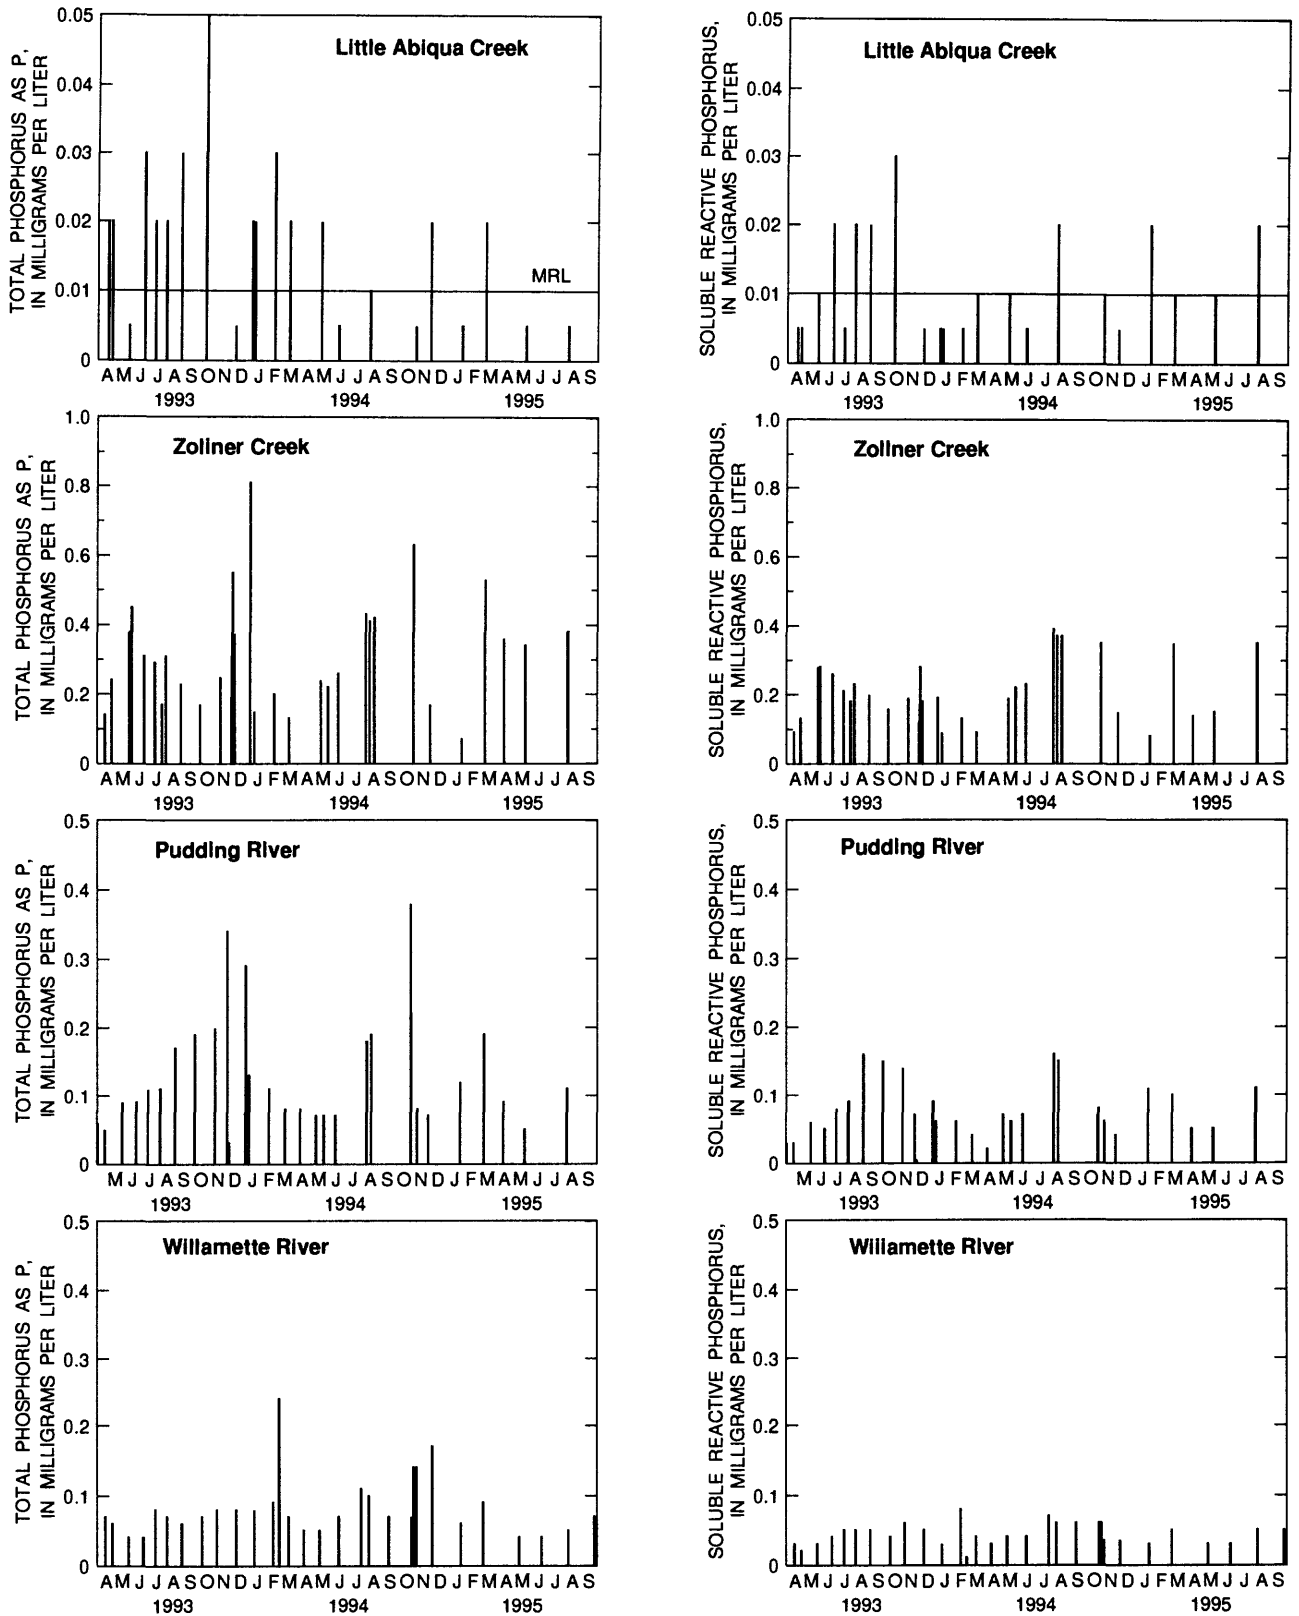 TOTAL PHOSPHORUS AS P,
IN MILLIGRAMS PER LITER
0.05
0.04
0.03
0.02
0.01
0
Little Abiqua Creek
MRL
A M J J A S O N D J F M A M J J A S O N D J F M A M J J A S
1993 1994 1995
SOLUBLE REACTIVE PHOSPHORUS,
IN MILLIGRAMS PER LITER
0.05
0.04
0.03
0.02
0.01
0
Little Abiqua Creek
A M J J A S O N D J F M A M J J A S O N D J F M A M J J A S
1993 1994 1995
TOTAL PHOSPHORUS AS P,
IN MILLIGRAMS PER LITER
1.0
0.8
0.6
0.4
0.2
0
Zollner Creek
A M J J A S O N D J F M A M J J A S O N D J F M A M J J A S
1993 1994 1995
SOLUBLE REACTIVE PHOSPHORUS,
IN MILLIGRAMS PER LITER
1.0
0.8
0.6
0.4
0.2
0
Zollner Creek
A M J J A S O N D J F M A M J J A S O N D J F M A M J J A S
1993 1994 1995
TOTAL PHOSPHORUS AS P,
IN MILLIGRAMS PER LITER
0.5
0.4
0.3
0.2
0.1
0
Pudding River
M J J A S O N D J F M A M J J A S O N D J F M A M J J A S
1993 1994 1995
SOLUBLE REACTIVE PHOSPHORUS,
IN MILLIGRAMS PER LITER
0.5
0.4
0.3
0.2
0.1
0
Pudding River
M J J A S O N D J F M A M J J A S O N D J F M A M J J A S
1993 1994 1995
TOTAL PHOSPHORUS AS P,
IN MILLIGRAMS PER LITER
0.5
0.4
0.3
0.2
0.1
0
Willamette River
A M J J A S O N D J F M A M J J A S O N D J F M A M J J A S
1993 1994 1995
SOLUBLE REACTIVE PHOSPHORUS,
IN MILLIGRAMS PER LITER
0.5
0.4
0.3
0.2
0.1
0
Willamette River
A M J J A S O N D J F M A M J J A S O N D J F M A M J J A S
1993 1994 1995